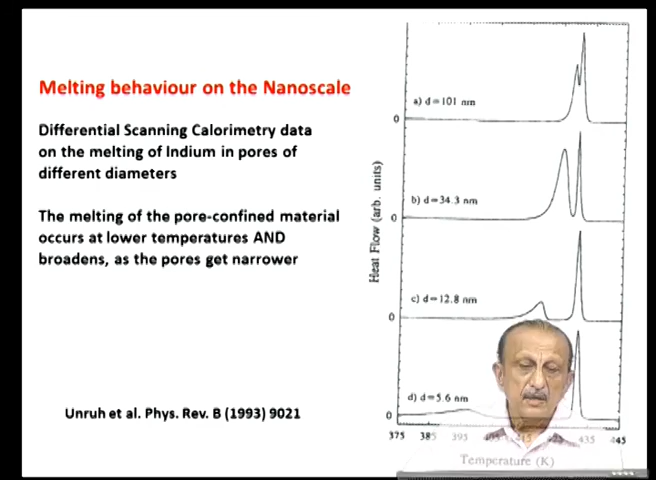 Melting behaviour on the Nanoscale
Differential Scanning Calorimetry data
on the melting of Indium in pores of
different diameters
The melting of the pore-confined material
occurs at lower temperatures AND
broadens, as the pores get narrower
Unruh et al. Phys. Rev. B (1993) 9021
Heat Flow (arb. units)
a) d=101 nm
0
b) d=34.3 nm
0
c) d=12.8 nm
0
d) d=5.6 nm
0
375 385 395 405 415 425 435 445
Temperature (K)